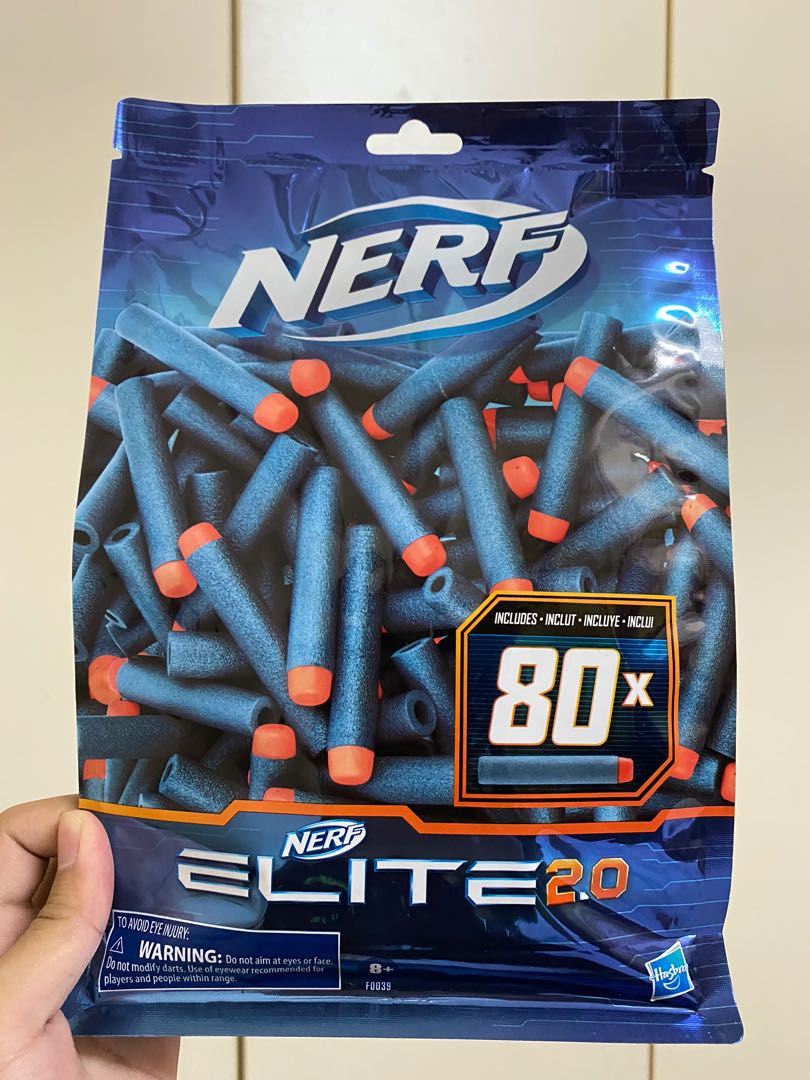 NERF
INCLUDES • INCLUT • INCLUYE • INCLUI
80x
NERF
ELITE 2.0
TO AVOID EYE INJURY:
WARNING: Do not aim at eyes or face.
Do not modify darts. Use of eyewear recommended for
players and people within range.
8+
F0039
Hasbro